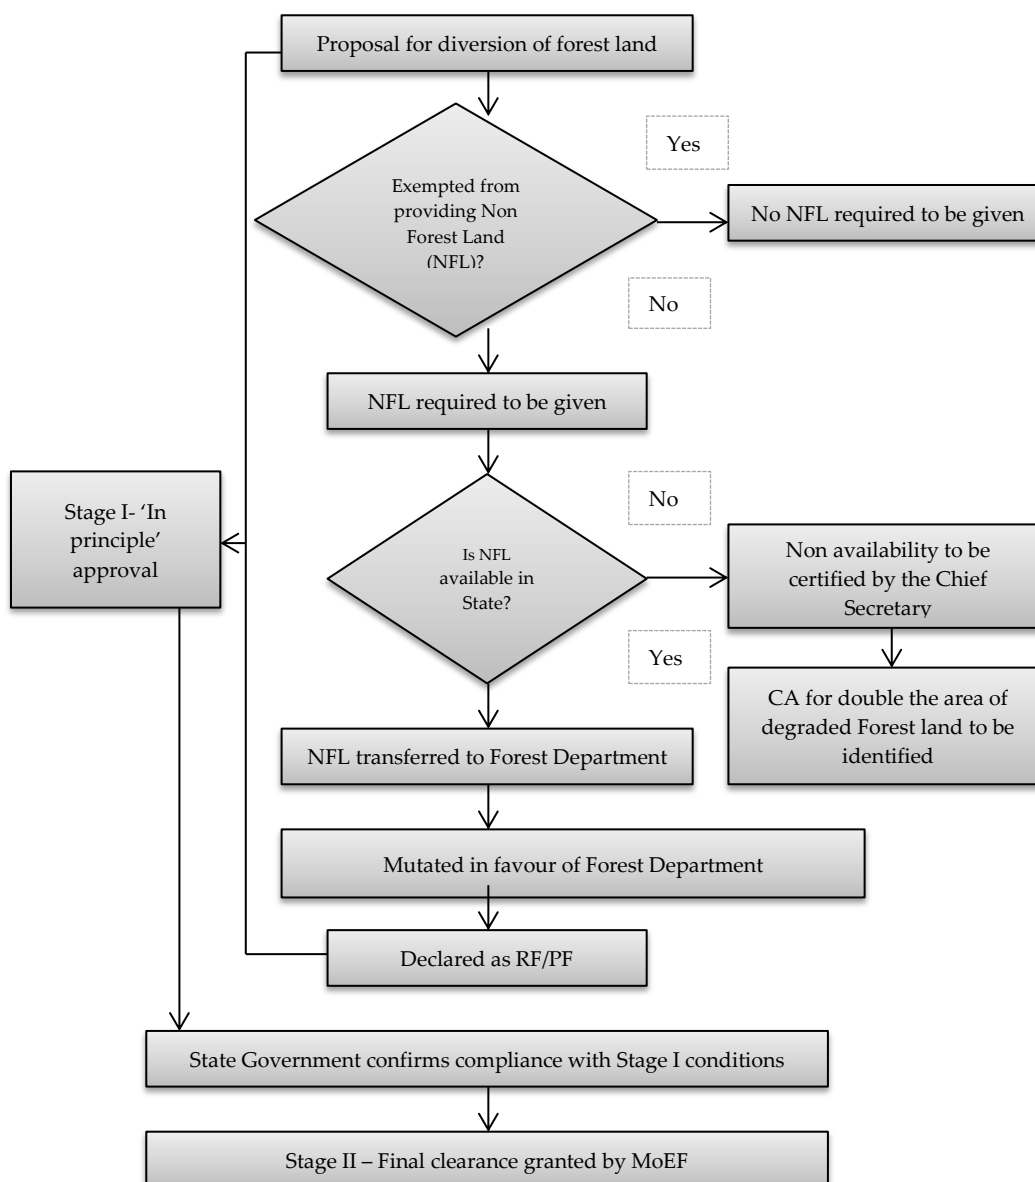 Proposal for diversion of forest land
Yes
Exempted from
providing Non
Forest Land
(NFL)?
No NFL required to be given
No
NFL required to be given
Stage I- ‘In
principle’
approval
No
Is NFL
available in
State?
Non availability to be
certified by the Chief
Secretary
Yes
CA for double the area of
degraded Forest land to be
identified
NFL transferred to Forest Department
Mutated in favour of Forest Department
Declared as RF/PF
State Government confirms compliance with Stage I conditions
Stage II – Final clearance granted by MoEF